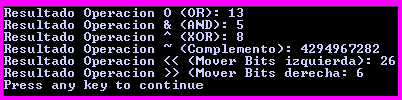 Resultado Operacion O (OR): 13
Resultado Operacion & (AND): 5
Resultado Operacion ^ (XOR): 8
Resultado Operacion ~ (Complemento): 4294967282
Resultado Operacion << (Mover Bits izquierda): 26
Resultado Operacion >> (Mover Bits derecha: 6
Press any key to continue